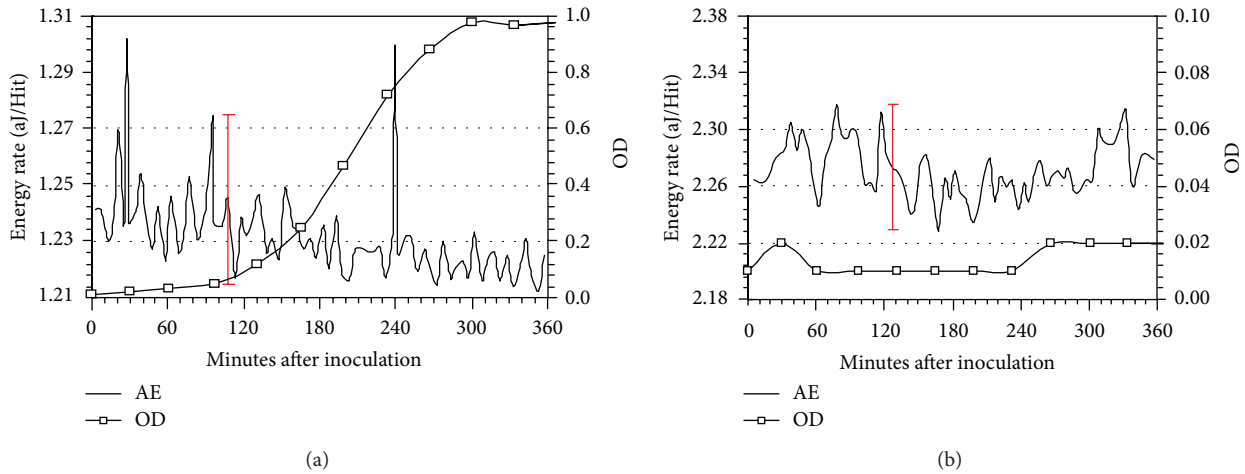 1.31
1.29
1.27
1.25
1.23
1.21
Energy rate (aJ/Hit)
1.0
0.8
0.6
0.4
0.2
0.0
OD
0 60 120 180 240 300 360
Minutes after inoculation
AE
OD
(a)
2.38
2.34
2.30
2.26
2.22
2.18
Energy rate (aJ/Hit)
0.10
0.08
0.06
0.04
0.02
0.00
OD
0 60 120 180 240 300 360
Minutes after inoculation
AE
OD
(b)